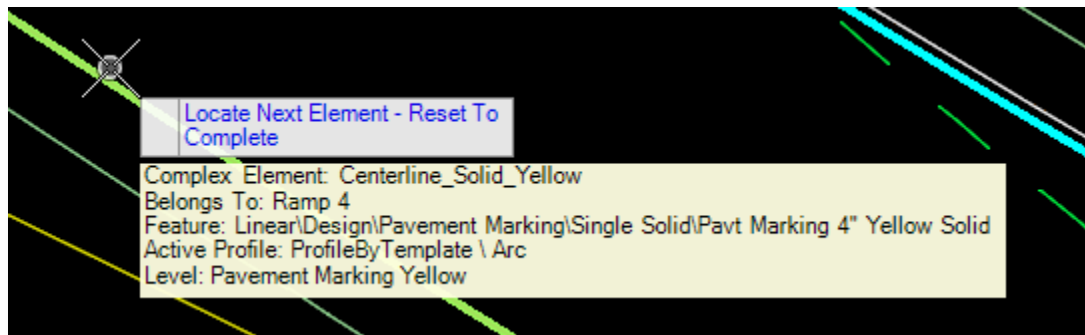 Locate Next Element - Reset To
Complete
Complex Element: Centerline_Solid_Yellow
Belongs To: Ramp 4
Feature: Linear\Design\Pavement Marking\Single Solid\Pavt Marking 4" Yellow Solid
Active Profile: ProfileByTemplate \ Arc
Level: Pavement Marking Yellow